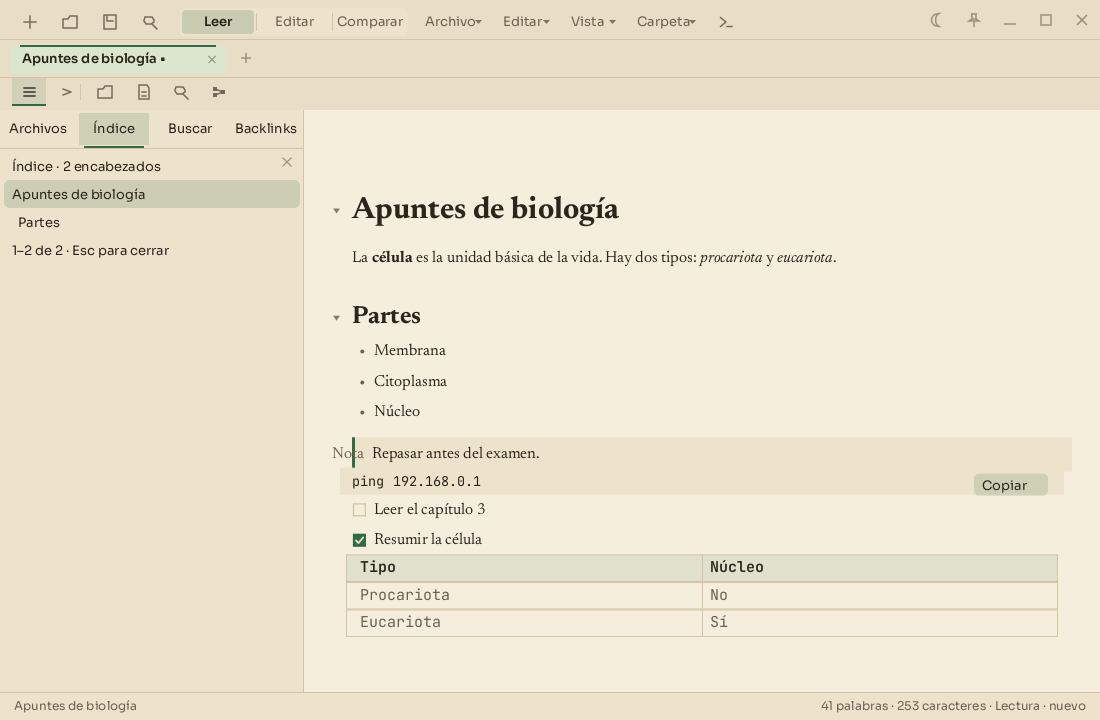 Leer Editar Comparar Archivo Editar Vista Carpeta
Apuntes de biología
Archivos Índice Buscar Backlinks
Índice · 2 encabezados
Apuntes de biología
Partes
1–2 de 2 · Esc para cerrar
Apuntes de biología
La célula es la unidad básica de la vida. Hay dos tipos: procariota y eucariota.
Partes
• Membrana
• Citoplasma
• Núcleo
Nota Repasar antes del examen.
ping 192.168.0.1 Copiar
Leer el capítulo 3
Resumir la célula
Tipo Núcleo
Procariota No
Eucariota Sí
Apuntes de biología 41 palabras · 253 caracteres · Lectura · nuevo